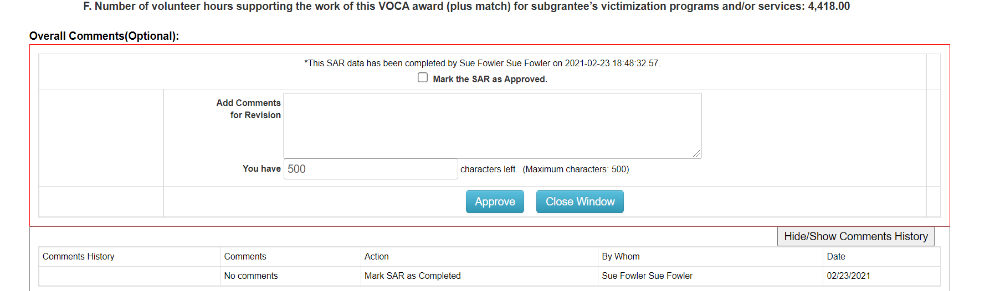 F. Number of volunteer hours supporting the work of this VOCA award (plus match) for subgrantee’s victimization programs and/or services: 4,418.00
Overall Comments(Optional):
*This SAR data has been completed by Sue Fowler Sue Fowler on 2021-02-23 18:48:32.57.
Mark the SAR as Approved.
Add Comments
for Revision
You have 500 characters left. (Maximum characters: 500)
Approve Close Window
Hide/Show Comments History
Comments History Comments Action By Whom Date
No comments Mark SAR as Completed Sue Fowler Sue Fowler 02/23/2021